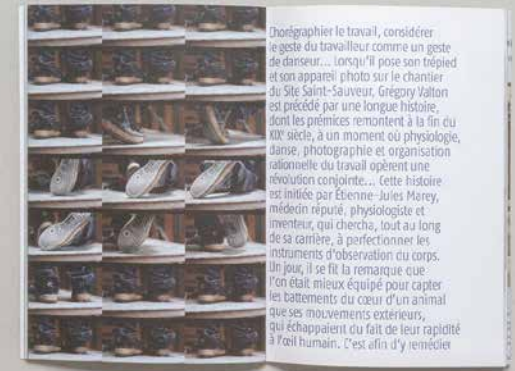 Chorégraphier le travail, considérer
le geste du travailleur comme un geste
de danseur... Lorsqu'il pose son trépied
et son appareil photo sur le chantier
du Site Saint-Sauveur, Grégory Valton
est précédé par une longue histoire,
dont les prémices remontent à la fin du
XIXe siècle, à un moment où physiologie,
danse, photographie et organisation
rationnelle du travail opèrent une
révolution conjointe... Cette histoire
est initiée par Étienne-Jules Marey,
médecin réputé, physiologiste et
inventeur, qui chercha, tout au long
de sa carrière, à perfectionner les
instruments d'observation du corps.
Un jour, il se fit la remarque que
l'on était mieux équipé pour capter
les battements du cœur d'un animal
que ses mouvements extérieurs,
qui échappaient du fait de leur rapidité
à l'œil humain. C'est afin d'y remédier